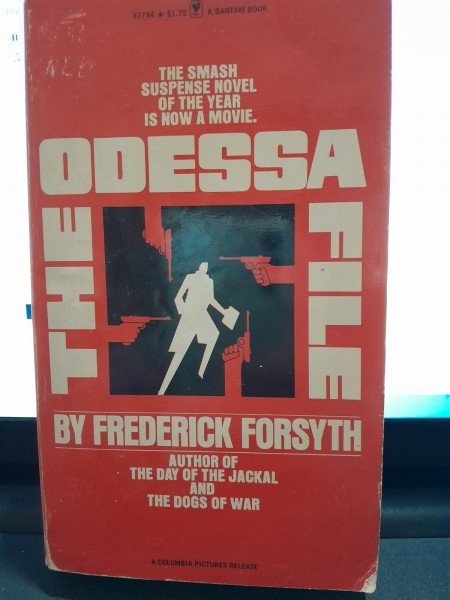 X7744 ★ $1.75 A BANTAM BOOK
THE SMASH
SUSPENSE NOVEL
OF THE YEAR
IS NOW A MOVIE.
THE
ODESSA
FILE
BY FREDERICK FORSYTH
AUTHOR OF
THE DAY OF THE JACKAL
AND
THE DOGS OF WAR
A COLUMBIA PICTURES RELEASE